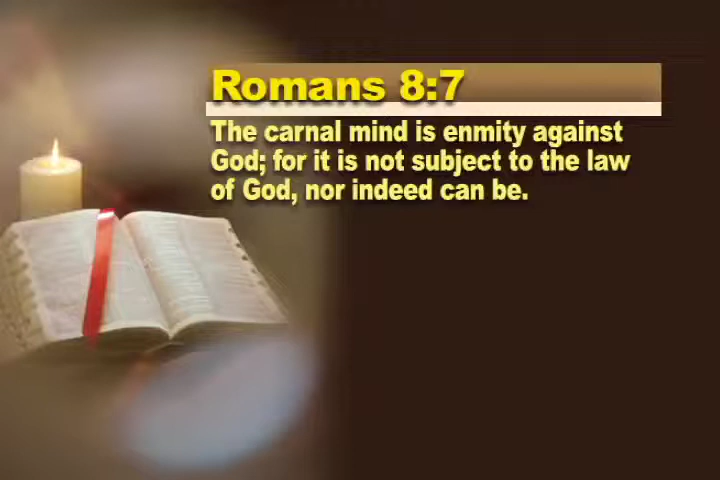 Romans 8:7
The carnal mind is enmity against
God; for it is not subject to the law
of God, nor indeed can be.